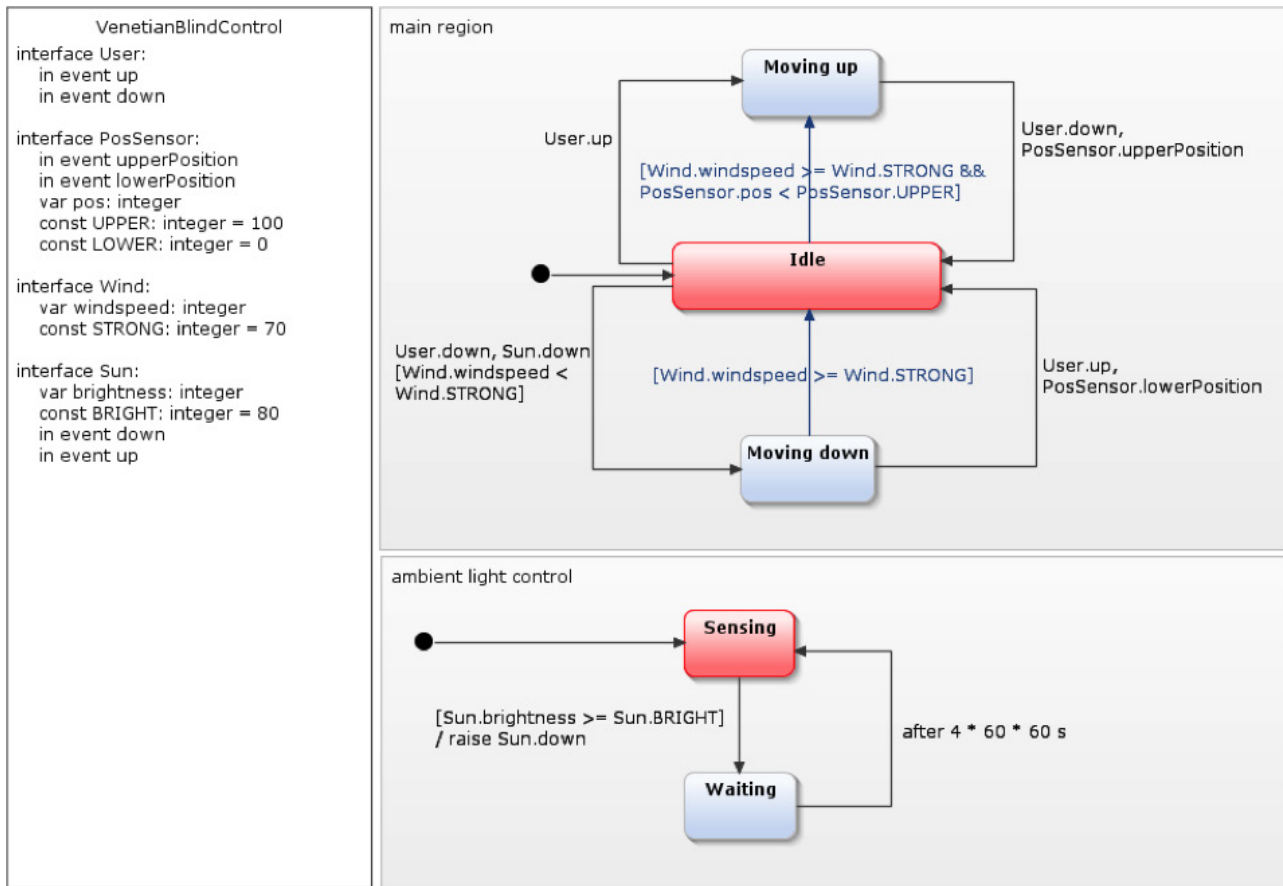 VenetianBlindControl
interface User:
in event up
in event down
interface PosSensor:
in event upperPosition
in event lowerPosition
var pos: integer
const UPPER: integer = 100
const LOWER: integer = 0
interface Wind:
var windspeed: integer
const STRONG: integer = 70
interface Sun:
var brightness: integer
const BRIGHT: integer = 80
in event down
in event up
main region
Moving up
User.up
User.down,
PosSensor.upperPosition
[Wind.windspeed >= Wind.STRONG &&
PosSensor.pos < PosSensor.UPPER]
Idle
User.down, Sun.down
[Wind.windspeed <
Wind.STRONG]
[Wind.windspeed >= Wind.STRONG]
User.up,
PosSensor.lowerPosition
Moving down
ambient light control
Sensing
[Sun.brightness >= Sun.BRIGHT]
/ raise Sun.down
after 4 * 60 * 60 s
Waiting